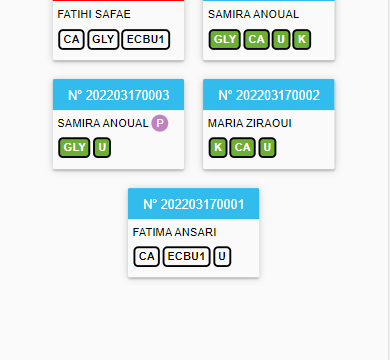 FATIHI SAFAE
CA GLY ECBU1
SAMIRA ANOUAL
GLY CA U K
N° 202203170003
SAMIRA ANOUAL P
GLY U
N° 202203170002
MARIA ZIRAOUI
K CA U
N° 202203170001
FATIMA ANSARI
CA ECBU1 U